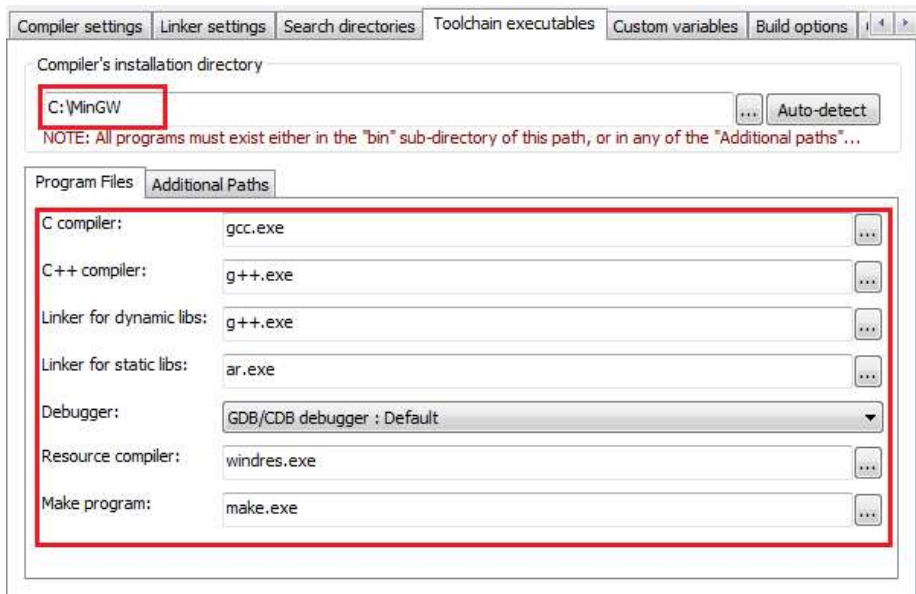 Compiler settings Linker settings Search directories Toolchain executables Custom variables Build options
Compiler's installation directory
C:\MinGW ... Auto-detect
NOTE: All programs must exist either in the "bin" sub-directory of this path, or in any of the "Additional paths"...
Program Files Additional Paths
C compiler: gcc.exe ...
C++ compiler: g++.exe ...
Linker for dynamic libs: g++.exe ...
Linker for static libs: ar.exe ...
Debugger: GDB/CDB debugger : Default
Resource compiler: windres.exe ...
Make program: make.exe ...